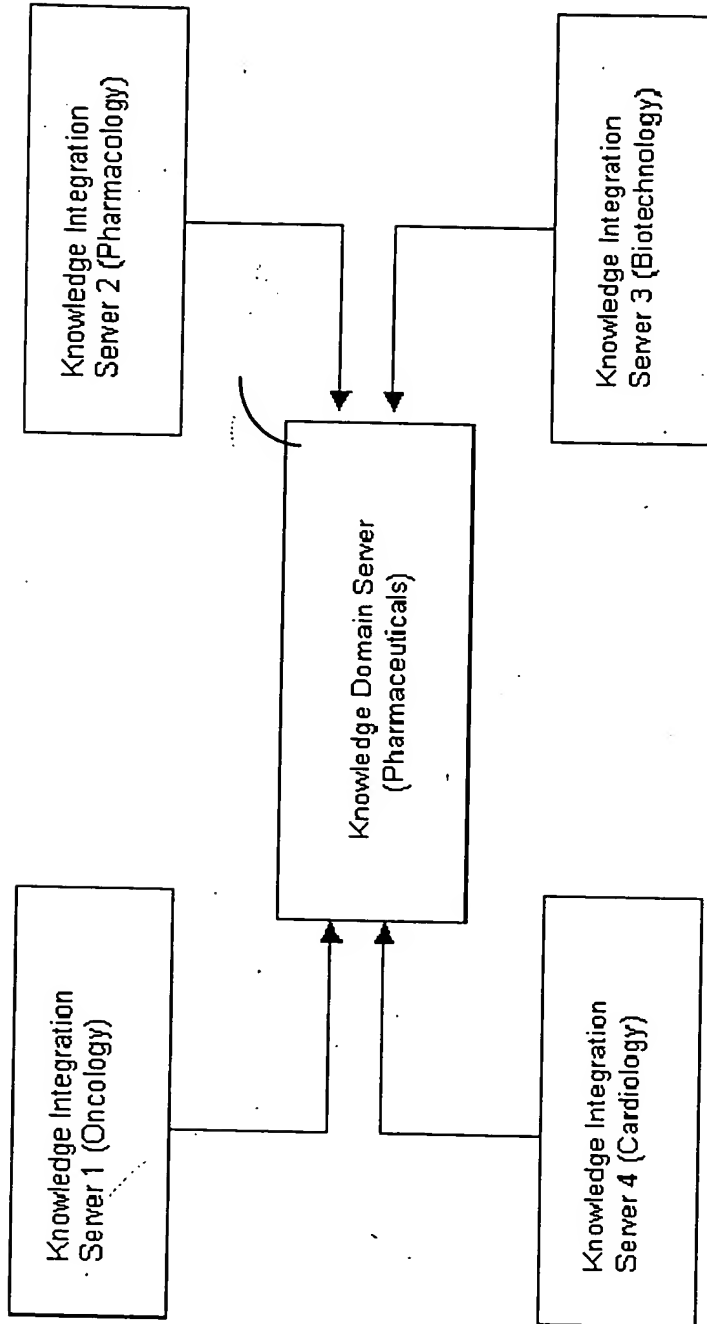 Knowledge Integration
Server 1 (Oncology)
Knowledge Integration
Server 2 (Pharmacology)
Knowledge Domain Server
(Pharmaceuticals)
Knowledge Integration
Server 4 (Cardiology)
Knowledge Integration
Server 3 (Biotechnology)